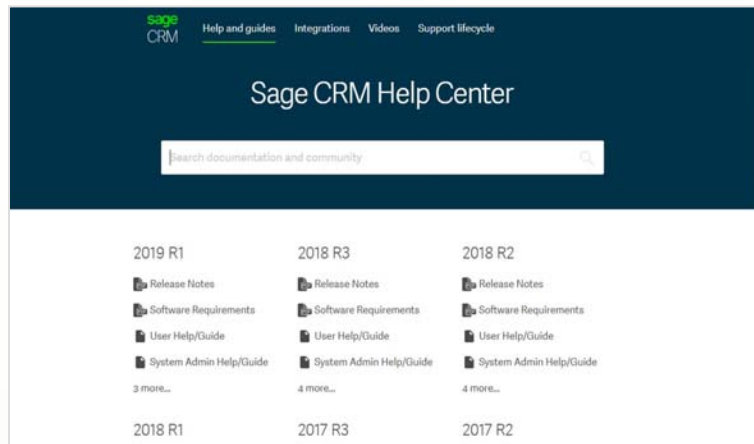 sage
CRM
Help and guides
Integrations
Videos
Support lifecycle
Sage CRM Help Center
Search documentation and community
2019 R1
Release Notes
Software Requirements
User Help/Guide
System Admin Help/Guide
3 more...
2018 R3
Release Notes
Software Requirements
User Help/Guide
System Admin Help/Guide
4 more...
2018 R2
Release Notes
Software Requirements
User Help/Guide
System Admin Help/Guide
4 more...
2018 R1
2017 R3
2017 R2